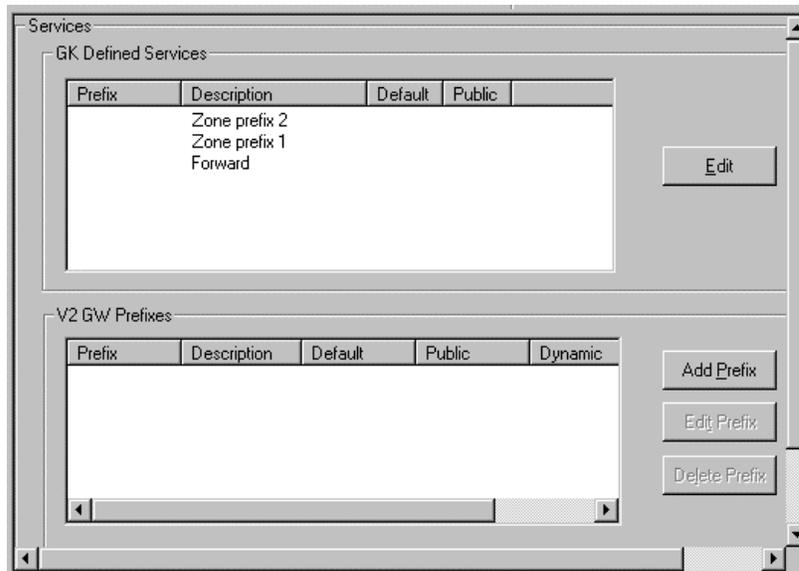 Services
GK Defined Services
Prefix Description Default Public
Zone prefix 2
Zone prefix 1
Forward
Edit
V2 GW Prefixes
Prefix Description Default Public Dynamic
Add Prefix
Edit Prefix
Delete Prefix